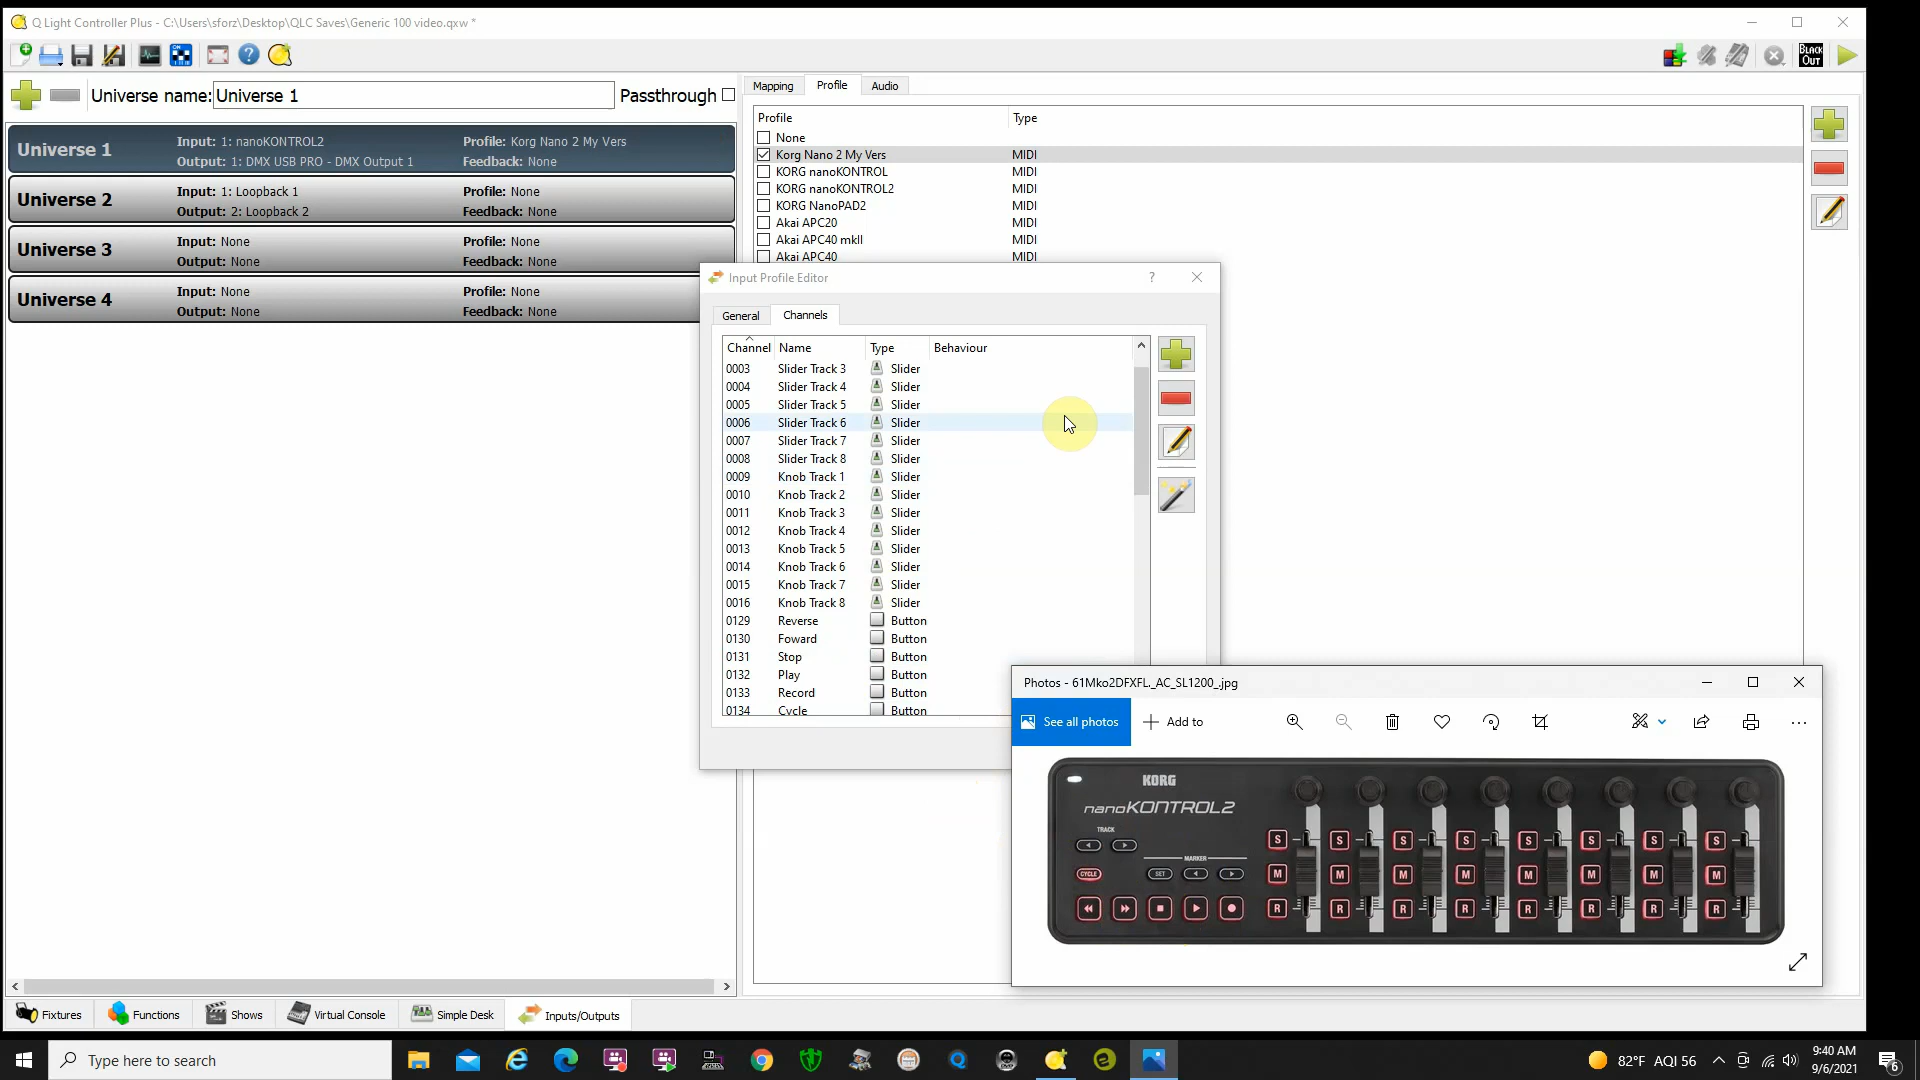 Q Light Controller Plus - C:\Users\sforz\Desktop\QLC Saves\Generic 100 video.qxw *
BLACK OUT
Universe name: Universe 1 Passthrough
Universe 1 Input: 1: nanoKONTROL2 Profile: Korg Nano 2 My Vers
Output: 1: DMX USB PRO - DMX Output 1 Feedback: None
Universe 2 Input: 1: Loopback 1 Profile: None
Output: 2: Loopback 2 Feedback: None
Universe 3 Input: None Profile: None
Output: None Feedback: None
Universe 4 Input: None Profile: None
Output: None Feedback: None
Mapping Profile Audio
Profile Type
None
Korg Nano 2 My Vers MIDI
KORG nanoKONTROL MIDI
KORG nanoKONTROL2 MIDI
KORG NanoPAD2 MIDI
Akai APC20 MIDI
Akai APC40 mkII MIDI
Akai APC40 MIDI
Input Profile Editor ?
General Channels
Channel Name Type Behaviour
0003 Slider Track 3 Slider
0004 Slider Track 4 Slider
0005 Slider Track 5 Slider
0006 Slider Track 6 Slider
0007 Slider Track 7 Slider
0008 Slider Track 8 Slider
0009 Knob Track 1 Slider
0010 Knob Track 2 Slider
0011 Knob Track 3 Slider
0012 Knob Track 4 Slider
0013 Knob Track 5 Slider
0014 Knob Track 6 Slider
0015 Knob Track 7 Slider
0016 Knob Track 8 Slider
0129 Reverse Button
0130 Foward Button
0131 Stop Button
0132 Play Button
0133 Record Button
0134 Cycle Button
Photos - 61Mko2DFXFL._AC_SL1200_.jpg
See all photos Add to
KORG
nanoKONTROL2
TRACK
S S S S S S S S
MARKER
CYCLE SET M M M M M M M M
R R R R R R R R
Fixtures Functions Shows Virtual Console Simple Desk Inputs/Outputs
Type here to search
82°F AQI 56
9:40 AM
9/6/2021
6